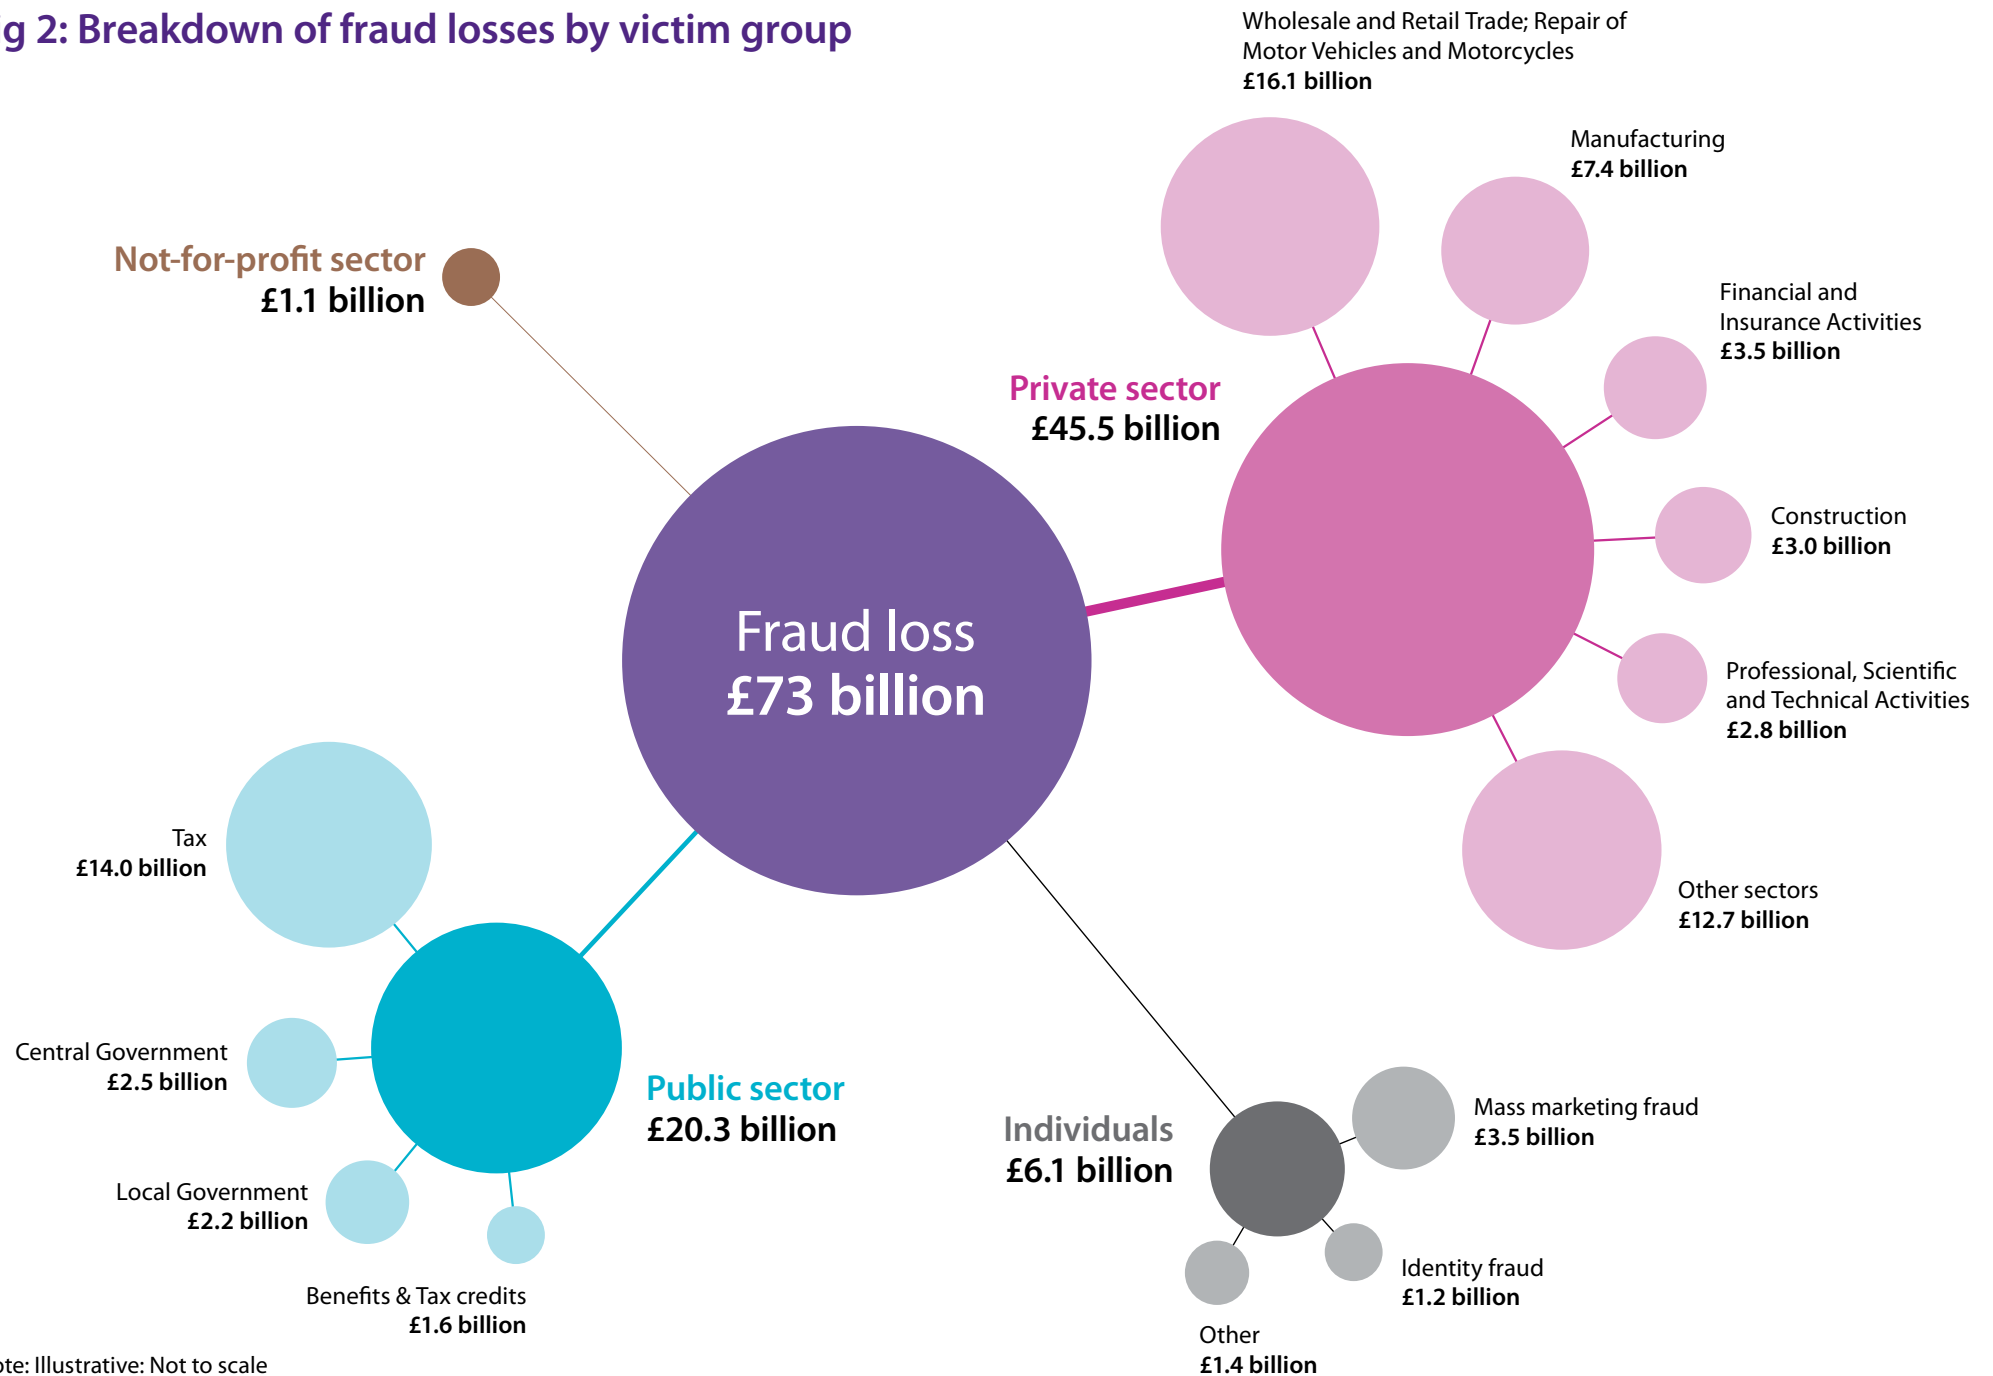 g 2: Breakdown of fraud losses by victim group
Wholesale and Retail Trade; Repair of
Motor Vehicles and Motorcycles
£16.1 billion
Manufacturing
£7.4 billion
Not-for-profit sector
£1.1 billion
Financial and
Insurance Activities
£3.5 billion
Private sector
£45.5 billion
Construction
£3.0 billion
Fraud loss
£73 billion
Professional, Scientific
and Technical Activities
£2.8 billion
Tax
£14.0 billion
Other sectors
£12.7 billion
Central Government
£2.5 billion
Public sector
£20.3 billion
Individuals
£6.1 billion
Mass marketing fraud
£3.5 billion
Local Government
£2.2 billion
Identity fraud
£1.2 billion
Benefits & Tax credits
£1.6 billion
Other
£1.4 billion
ote: Illustrative: Not to scale